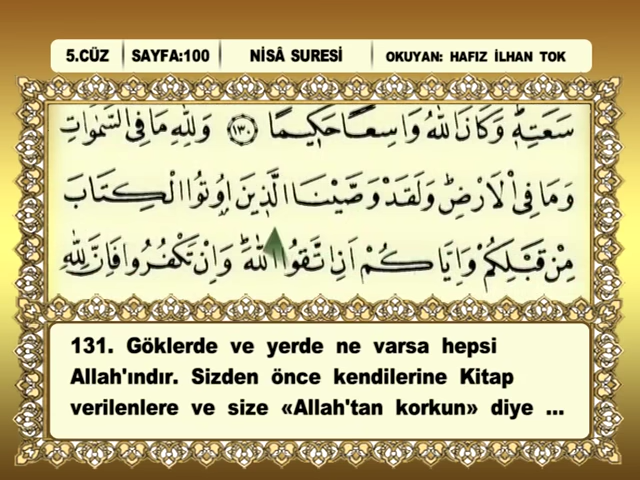 5.CÜZ SAYFA:100 NİSÂ SURESİ OKUYAN: HAFIZ İLHAN TOK
سَعَتِهٖۜ وَكَانَ اللّٰهُ وَاسِعاً حَكٖيماً ﴿١٣٠﴾ وَلِلّٰهِ مَا فِي السَّمٰوَاتِ
وَمَا فِي الْاَرْضِۜ وَلَقَدْ وَصَّيْنَا الَّذٖينَ اُو۫تُوا الْكِتَابَ
مِنْ قَبْلِكُمْ وَاِيَّاكُمْ اَنِ اتَّقُوا اللّٰهَۜ وَاِنْ تَكْفُرُوا فَاِنَّ لِلّٰهِ
131. Göklerde ve yerde ne varsa hepsi
Allah'ındır. Sizden önce kendilerine Kitap
verilenlere ve size «Allah'tan korkun» diye ...